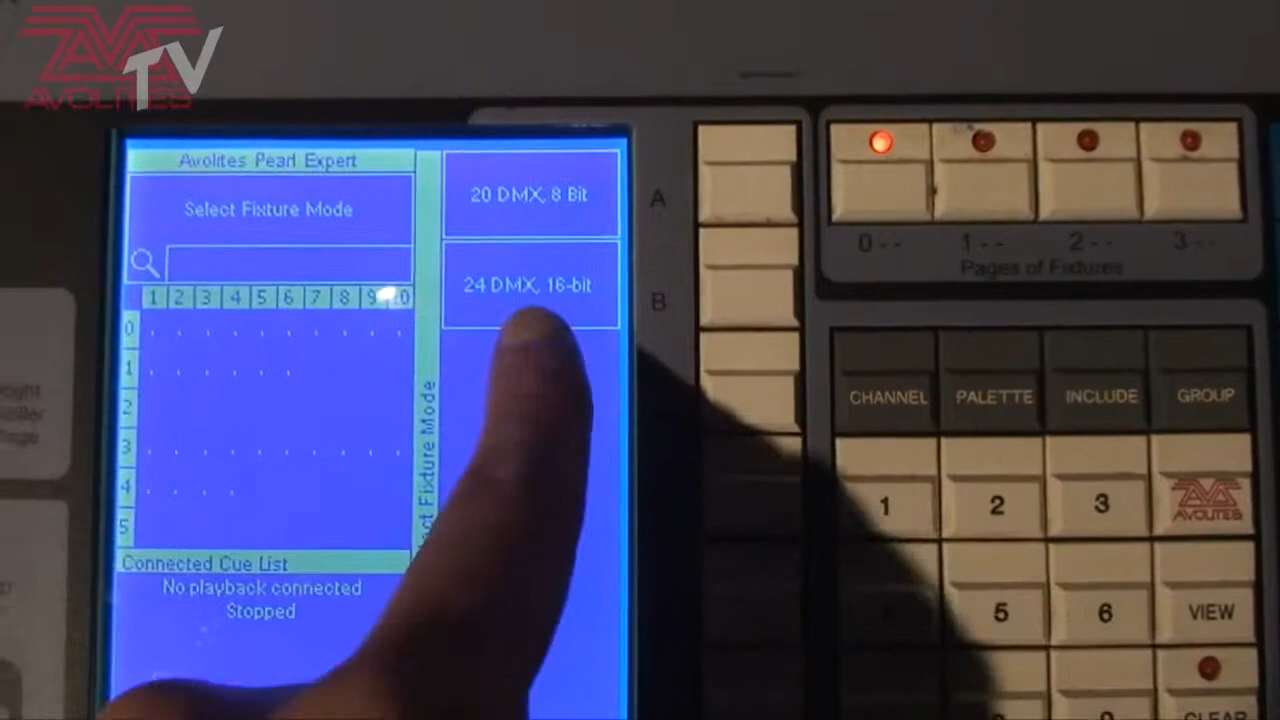 TV
AVOLITES
Avolites Pearl Expert
Select Fixture Mode
1 2 3 4 5 6 7 8 9 10
0
1
2
3
4
5
Connected Cue List
No playback connected
Stopped
Fixture Mode
20 DMX, 8 Bit
24 DMX, 16-bit
A
B
0-- 1-- 2-- 3--
Pages of Fixtures
CHANNEL PALETTE INCLUDE GROUP
1 2 3 AVOLITES
5 6 VIEW
CLEAR